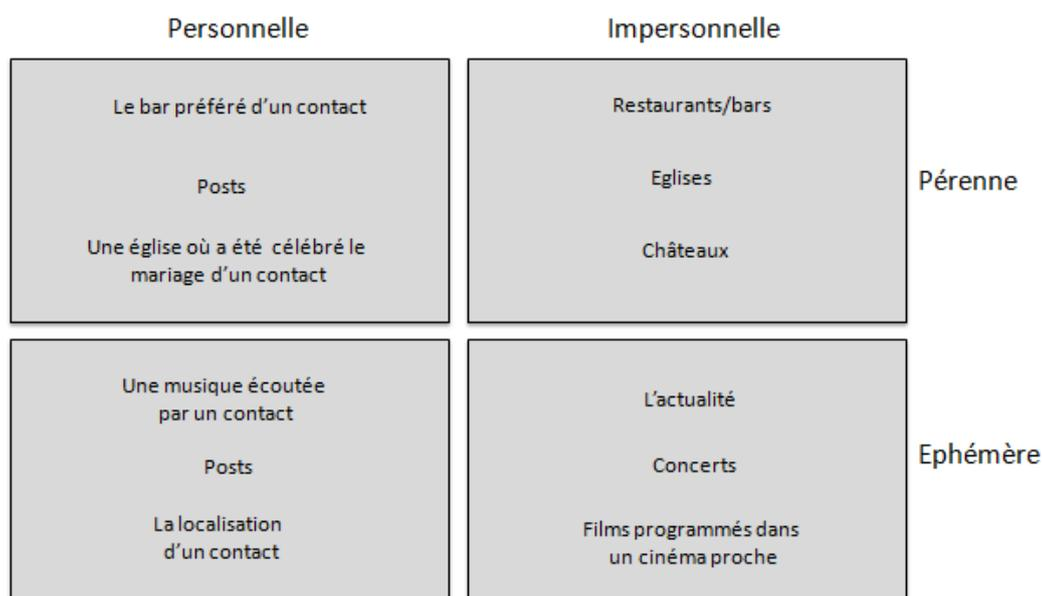 Personnelle
Impersonnelle
Le bar préféré d'un contact
Posts
Une église où a été célébré le
mariage d'un contact
Restaurants/bars
Eglises
Châteaux
Pérenne
Une musique écoutée
par un contact
Posts
La localisation
d'un contact
L'actualité
Concerts
Films programmés dans
un cinéma proche
Ephémère